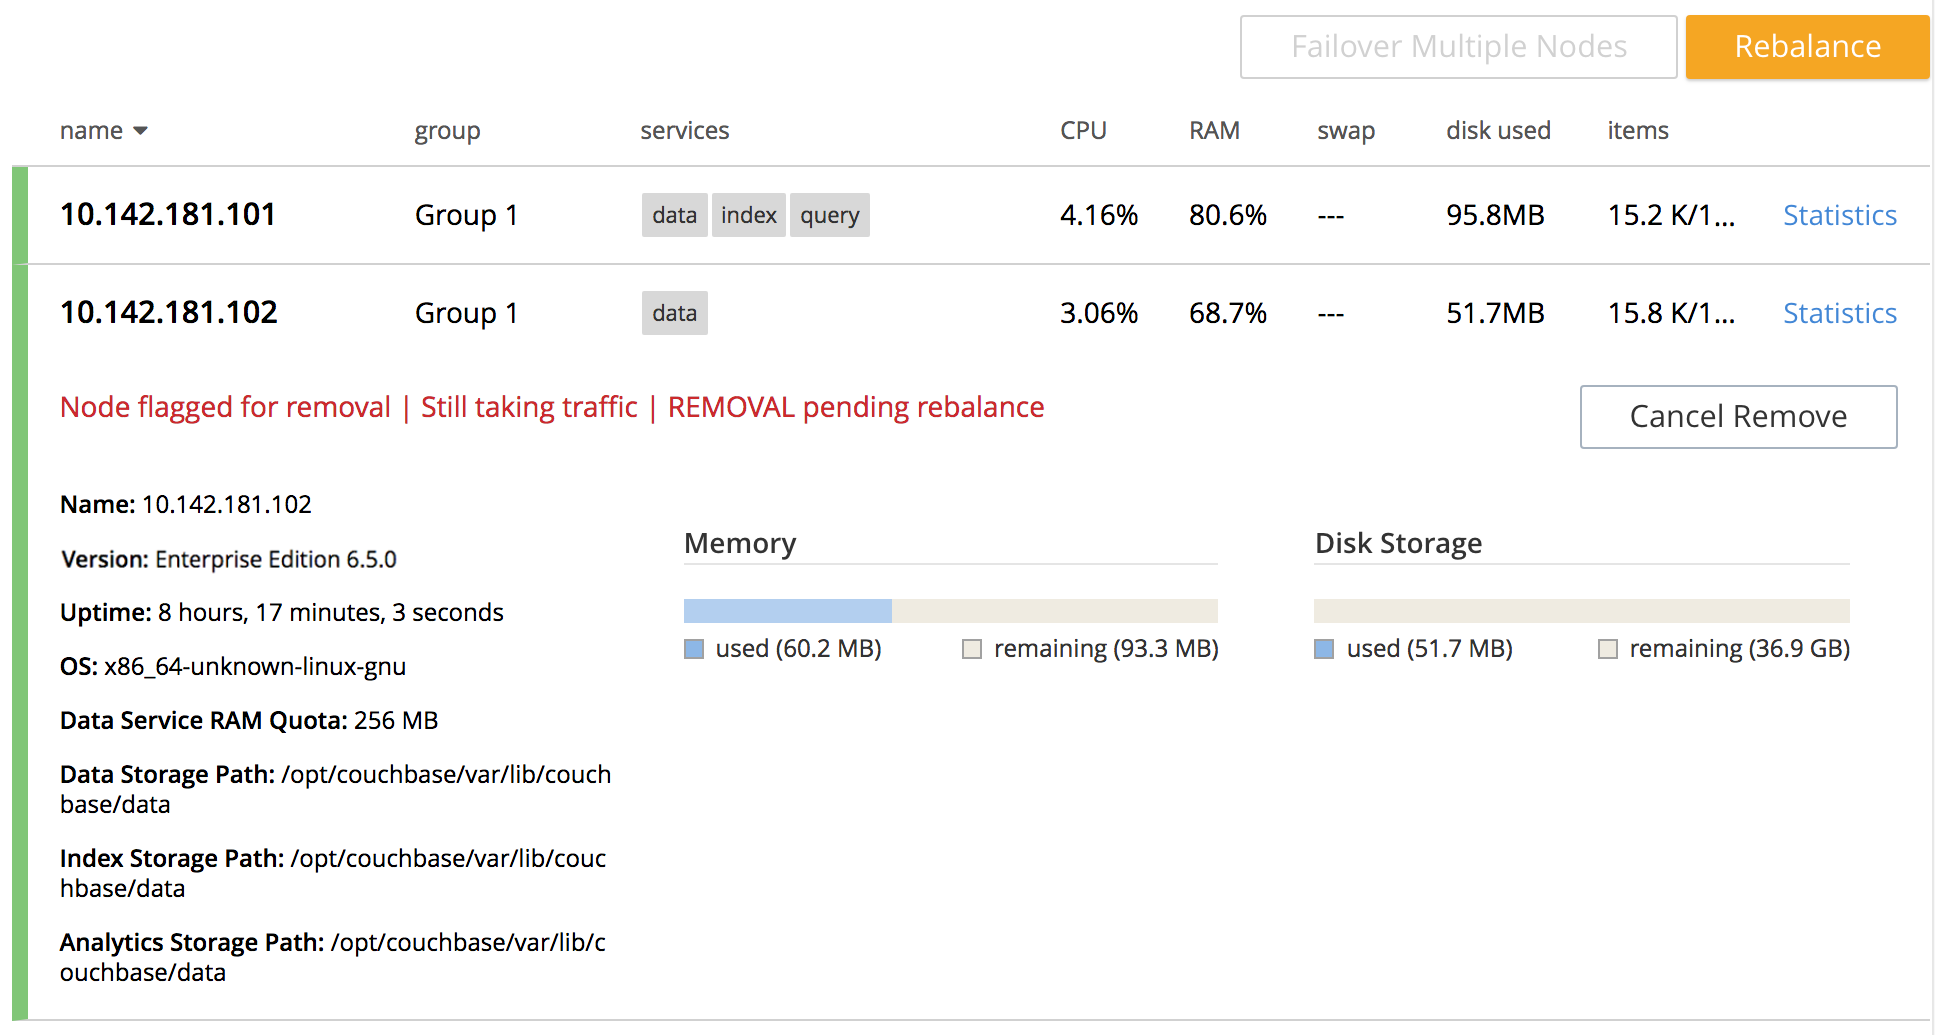 Failover Multiple Nodes Rebalance
name group services CPU RAM swap disk used items
10.142.181.101 Group 1 data index query 4.16% 80.6% --- 95.8MB 15.2 K/1... Statistics
10.142.181.102 Group 1 data 3.06% 68.7% --- 51.7MB 15.8 K/1... Statistics
Node flagged for removal | Still taking traffic | REMOVAL pending rebalance Cancel Remove
Name: 10.142.181.102
Version: Enterprise Edition 6.5.0
Uptime: 8 hours, 17 minutes, 3 seconds
OS: x86_64-unknown-linux-gnu
Data Service RAM Quota: 256 MB
Data Storage Path: /opt/couchbase/var/lib/couch
base/data
Index Storage Path: /opt/couchbase/var/lib/couc
hbase/data
Analytics Storage Path: /opt/couchbase/var/lib/c
ouchbase/data
Memory
used (60.2 MB) remaining (93.3 MB)
Disk Storage
used (51.7 MB) remaining (36.9 GB)